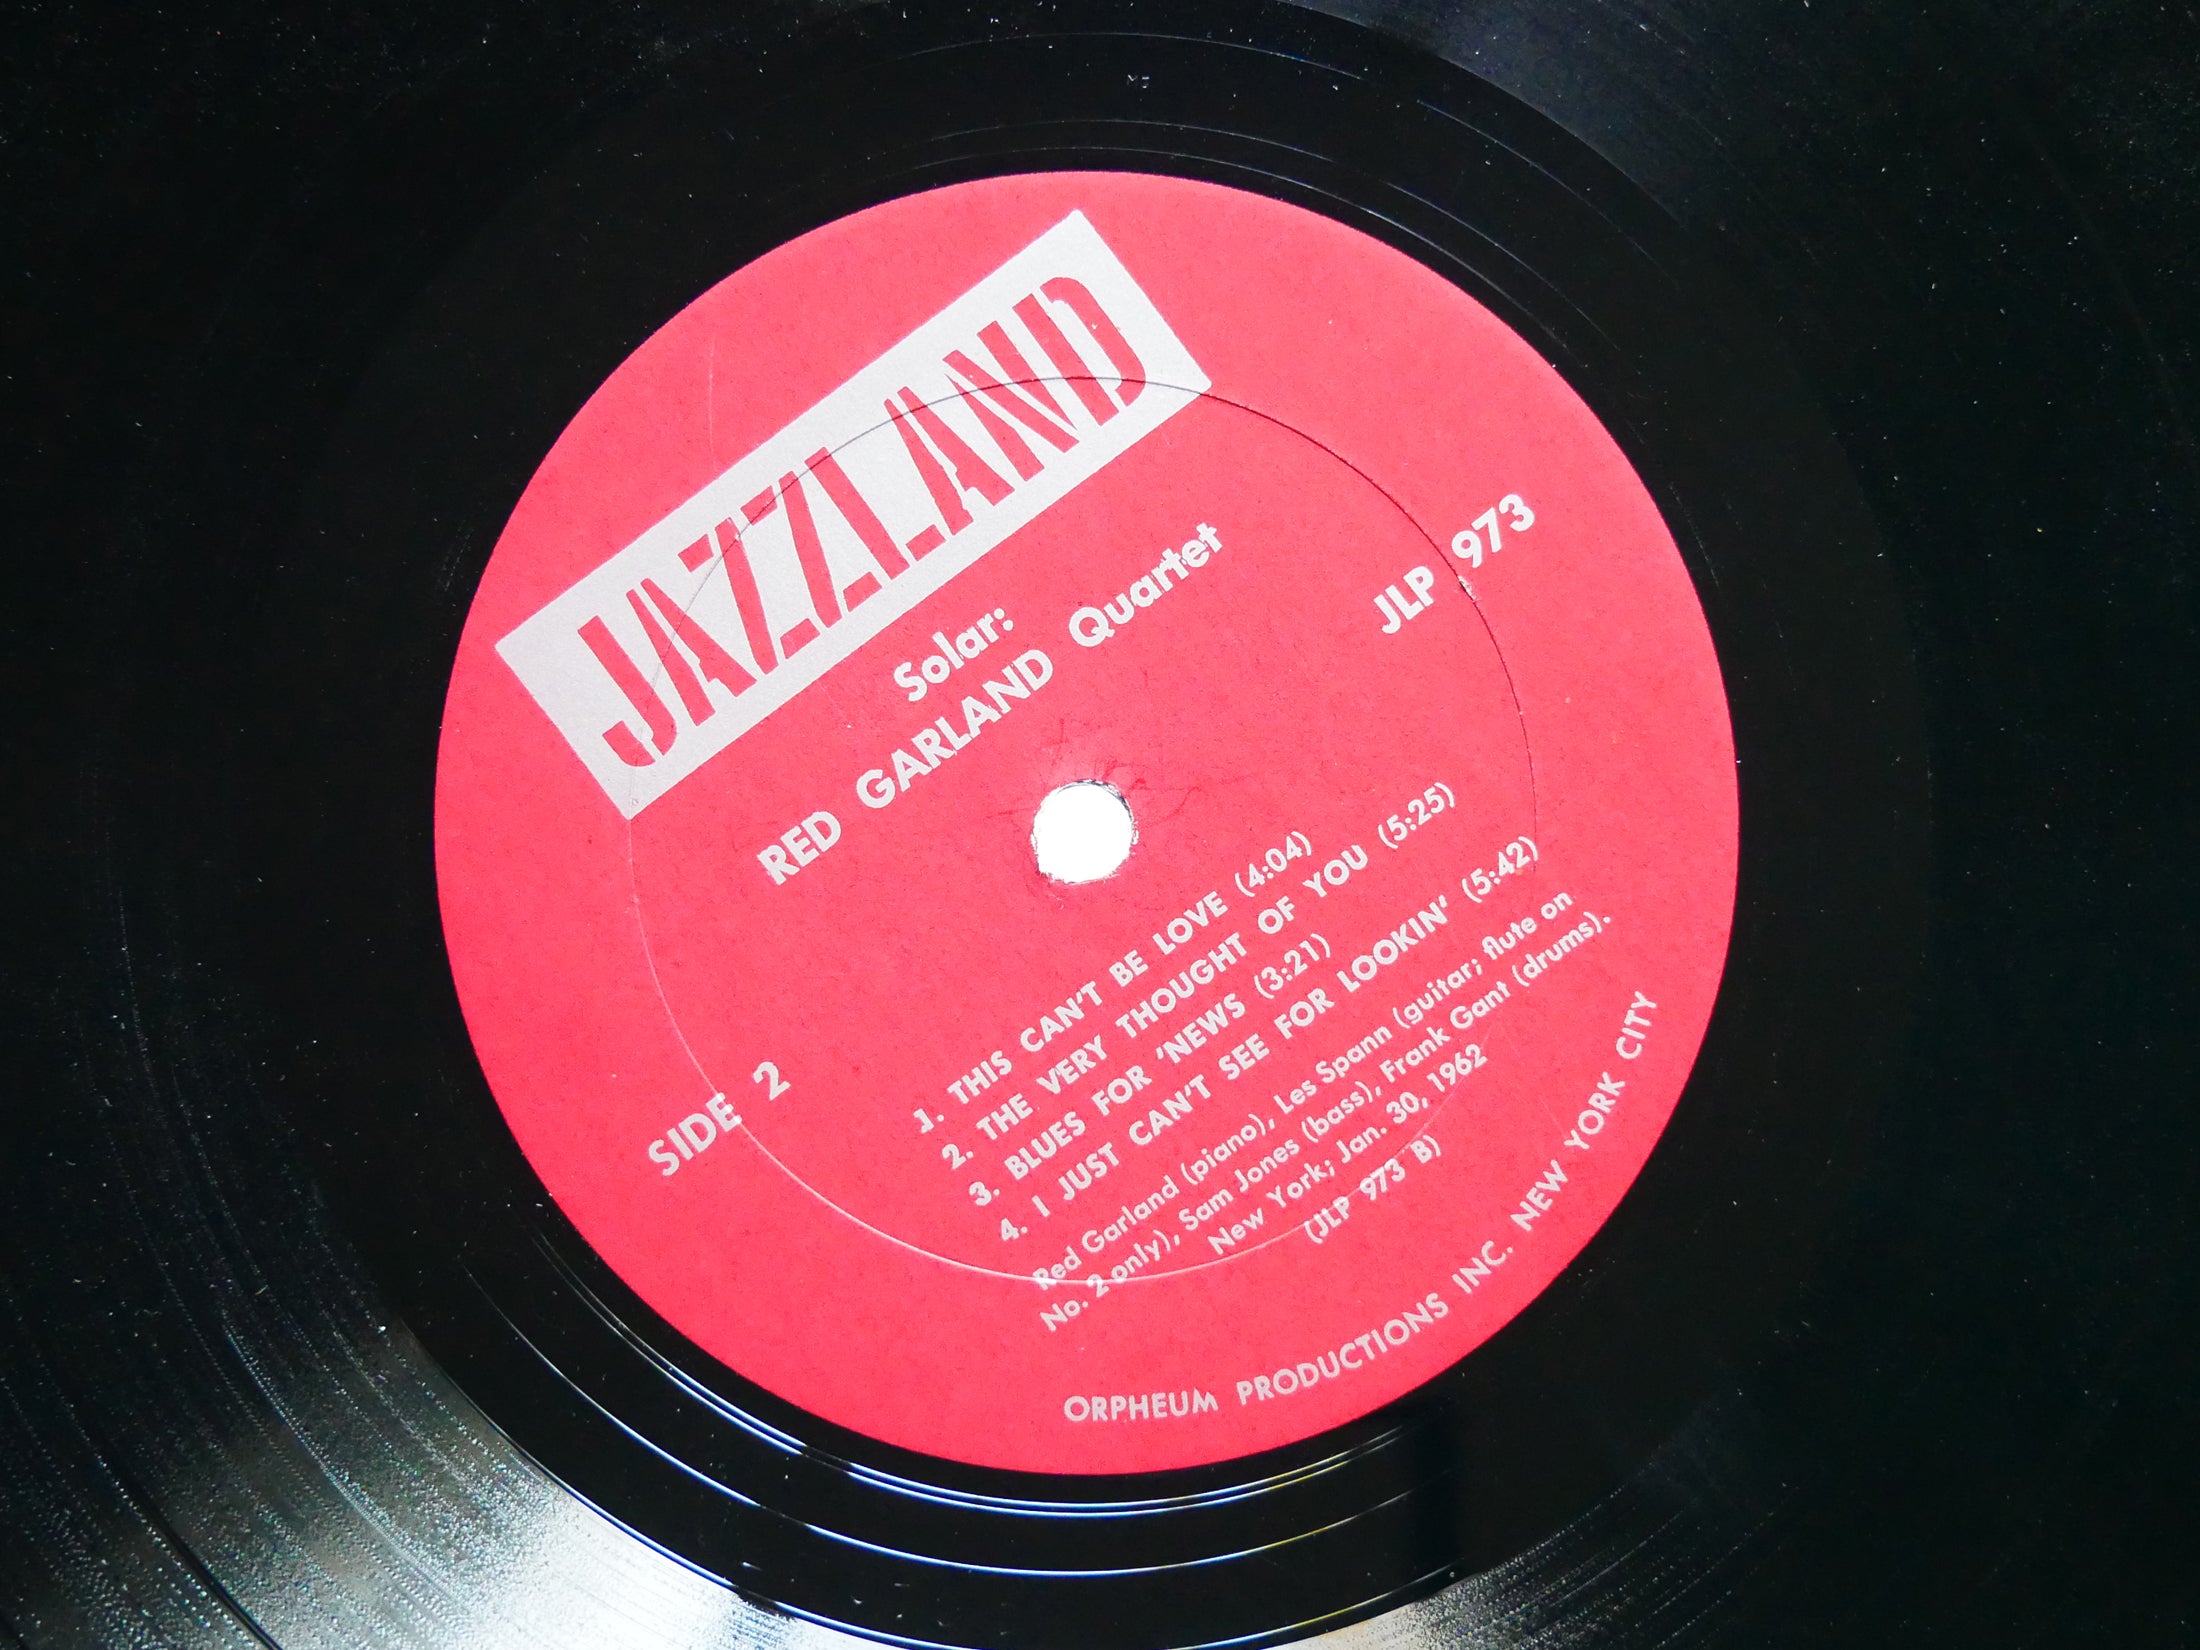 JAZZLAND
Solar:
RED GARLAND Quartet
JLP 973
SIDE 2
1. THIS CAN'T BE LOVE (4:04)
2. THE VERY THOUGHT OF YOU (5:25)
3. BLUES FOR 'NEWS (3:21)
4. I JUST CAN'T SEE FOR LOOKIN' (5:42)
Red Garland (piano), Les Spann (guitar; flute on
No. 2 only), Sam Jones (bass), Frank Gant (drums).
New York; Jan. 30, 1962
(JLP 973 B)
ORPHEUM PRODUCTIONS INC. NEW YORK CITY